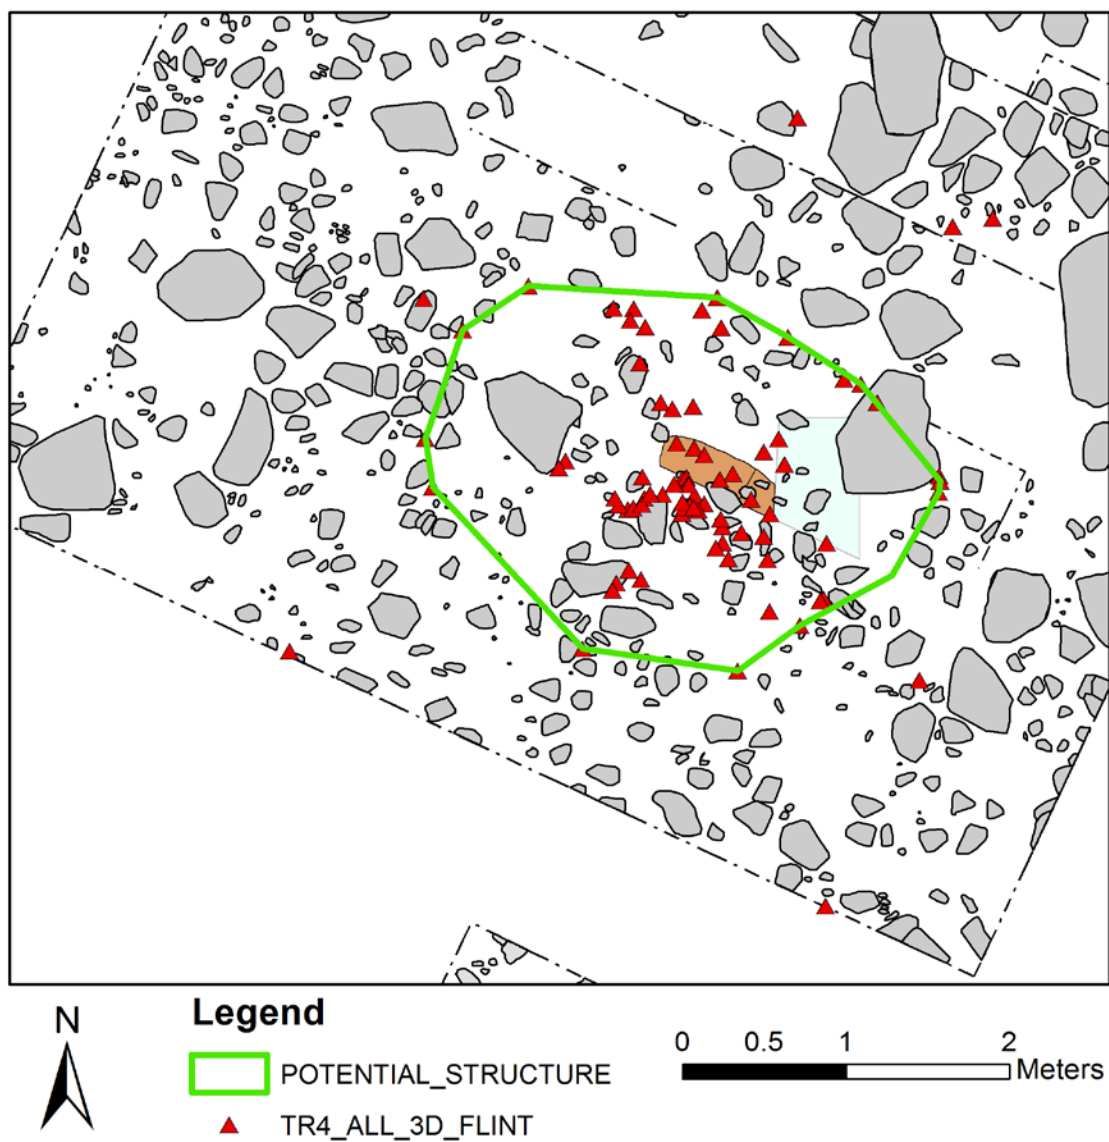 N
Legend
POTENTIAL_STRUCTURE
TR4_ALL_3D_FLINT
0 0.5 1 2
Meters